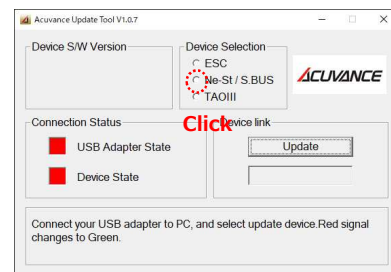 Acuvance Update Tool V1.0.7
Device S/W Version
Device Selection
ESC
Ne-St / S.BUS
TAOIII
ACUVANCE
Click
Connection Status
Device link
USB Adapter State
Update
Device State
Connect your USB adapter to PC, and select update device.Red signal
changes to Green.